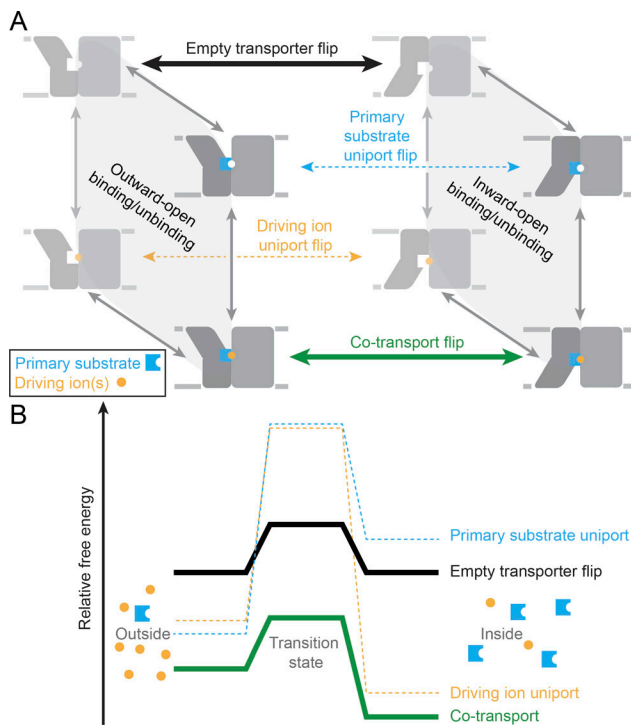 A
Empty transporter flip
Primary
substrate
uniport flip
Outward-open
binding/unbinding
Inward-open
binding/unbinding
Driving ion
uniport flip
Co-transport flip
Primary substrate
Driving ion(s)
B
Relative free energy
Primary substrate uniport
Empty transporter flip
Outside
Transition
state
Inside
Driving ion uniport
Co-transport